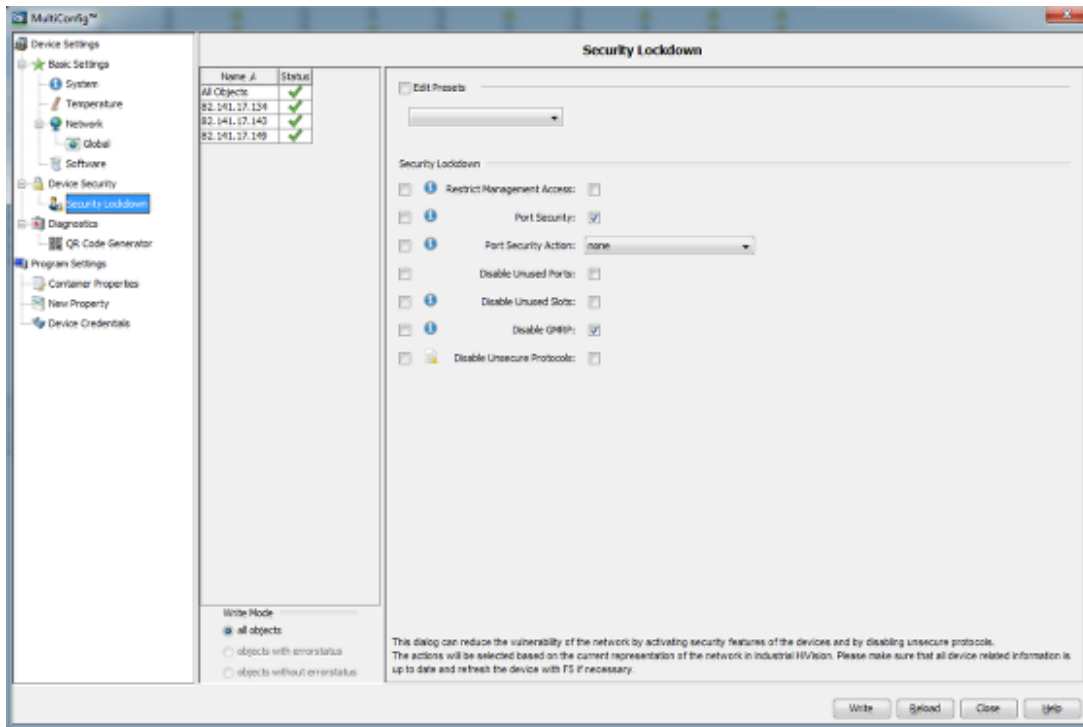 MultiConfig™
Device Settings
Basic Settings
System
Temperature
Network
Global
Software
Device Security
Security Lockdown
Diagnostics
QR Code Generator
Program Settings
Container Properties
New Property
Device Credentials
Name Status
All Objects
82.141.17.134
82.141.17.143
82.141.17.149
Write Mode
all objects
objects with errorstatus
objects without errorstatus
Security Lockdown
Edit Presets
Security Lockdown
Restrict Management Access:
Port Security:
Port Security Action: none
Disable Unused Ports:
Disable Unused Slots:
Disable GMRP:
Disable Unsecure Protocols:
This dialog can reduce the vulnerability of the network by activating security features of the devices and by disabling unsecure protocols.
The actions will be selected based on the current representation of the network in Industrial HiVision. Please make sure that all device related information is
up to date and refresh the device with F5 if necessary.
Write Reload Close Help